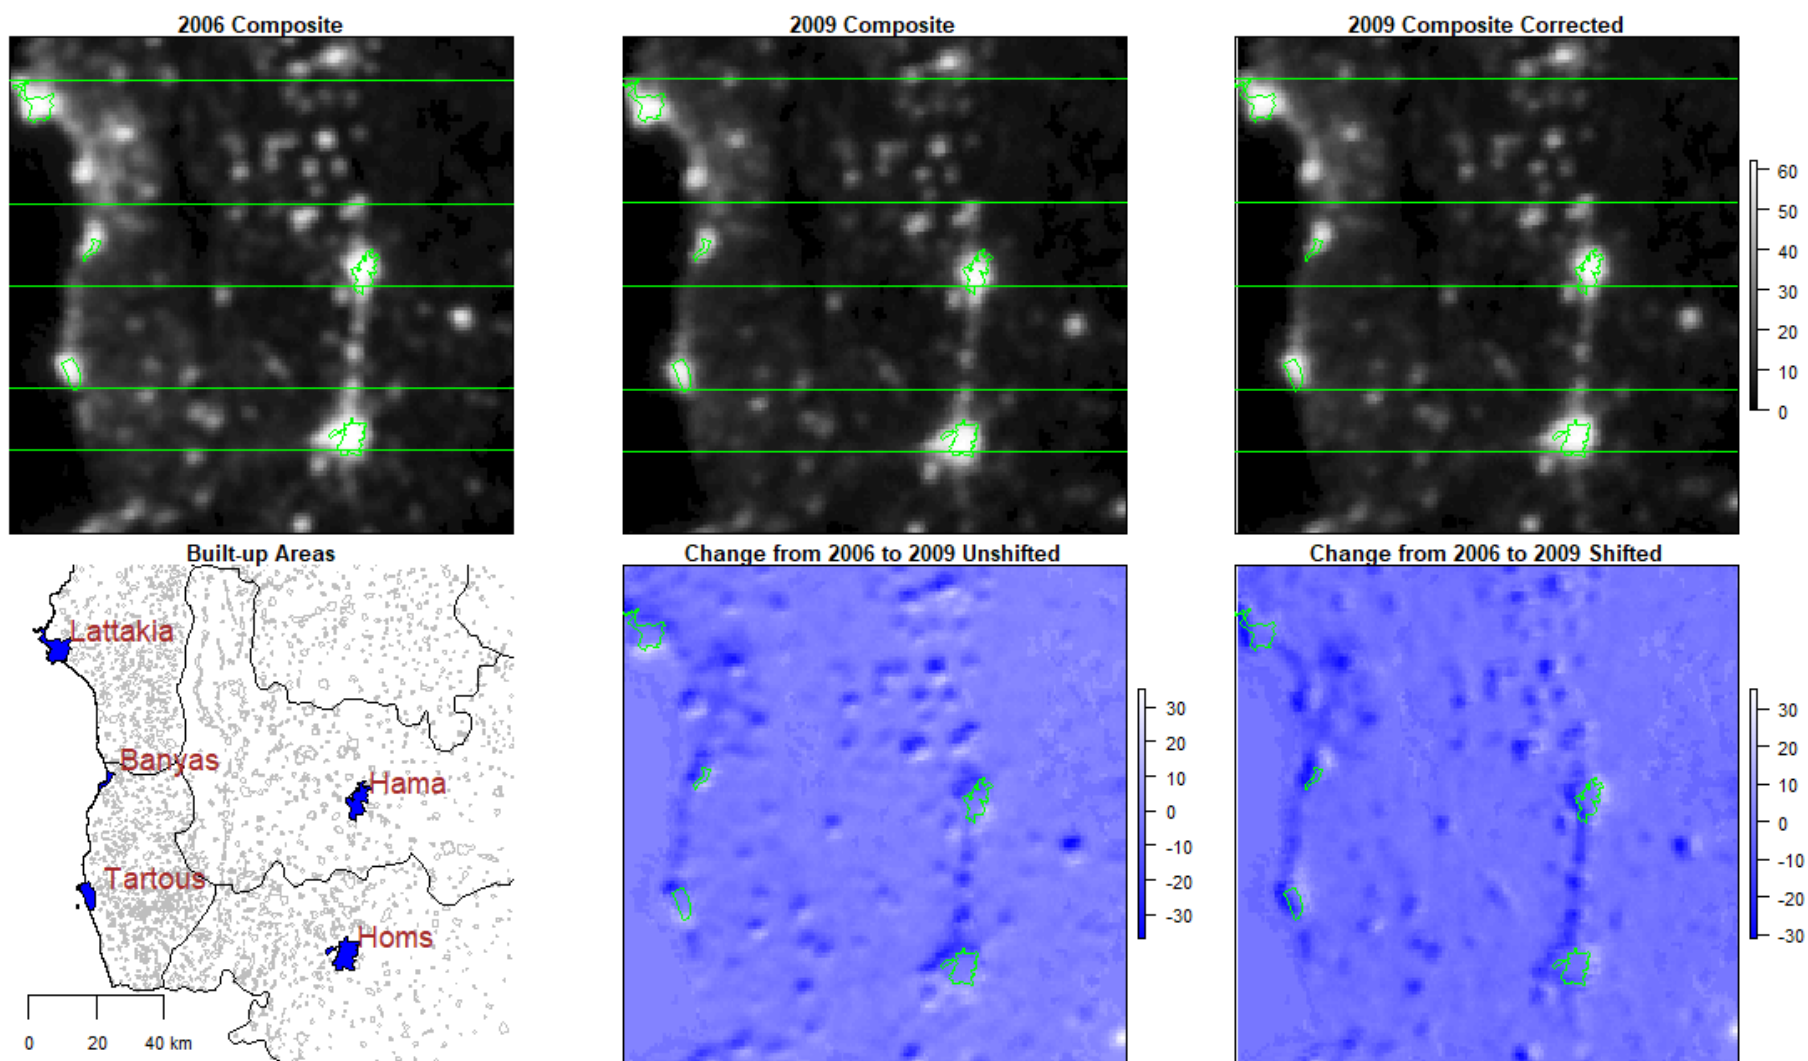 2006 Composite
2009 Composite
2009 Composite Corrected
60
50
40
30
20
10
0
Built-up Areas
Change from 2006 to 2009 Unshifted
Change from 2006 to 2009 Shifted
Lattakia
Banyas
Hama
Tartous
Homs
0 20 40 km
30
20
10
0
-10
-20
-30
30
20
10
0
-10
-20
-30